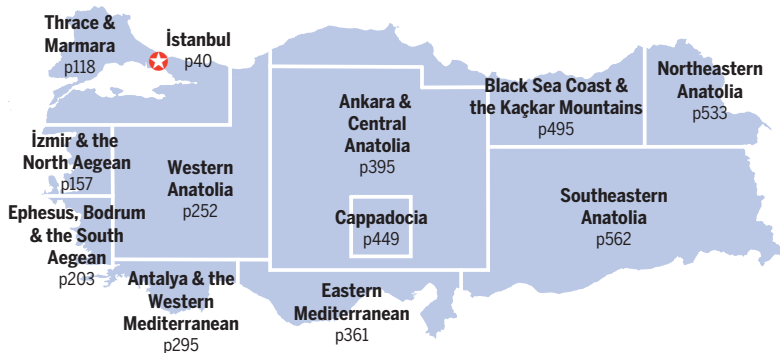 Thrace &
Marmara
p118
İstanbul
p40
İzmir & the
North Aegean
p157
Ephesus, Bodrum
& the South
Aegean
p203
Western
Anatolia
p252
Antalya & the
Western
Mediterranean
p295
Ankara &
Central
Anatolia
p395
Cappadocia
p449
Eastern
Mediterranean
p361
Black Sea Coast &
the Kaçkar Mountains
p495
Northeastern
Anatolia
p533
Southeastern
Anatolia
p562